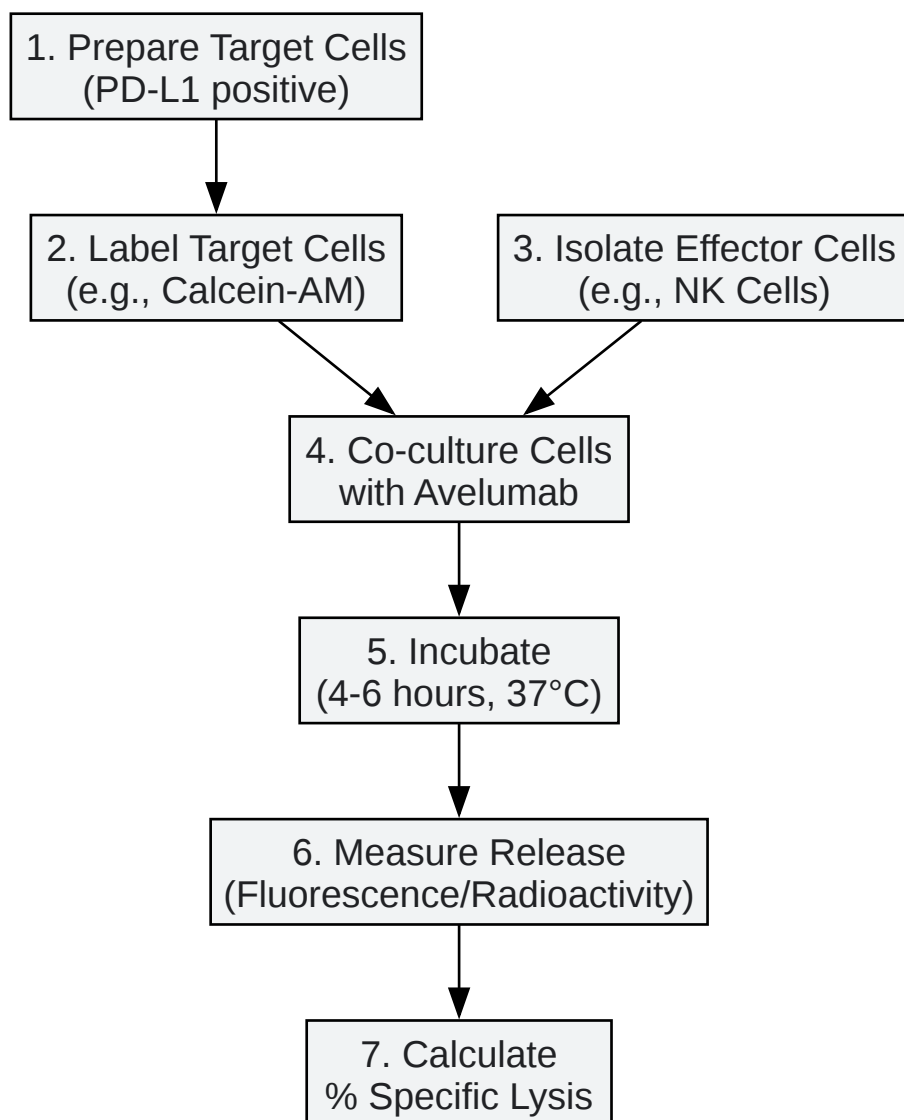 1. Prepare Target Cells
(PD-L1 positive)
2. Label Target Cells
(e.g., Calcein-AM)
3. Isolate Effector Cells
(e.g., NK Cells)
4. Co-culture Cells
with Avelumab
5. Incubate
(4-6 hours, 37°C)
6. Measure Release
(Fluorescence/Radioactivity)
7. Calculate
% Specific Lysis